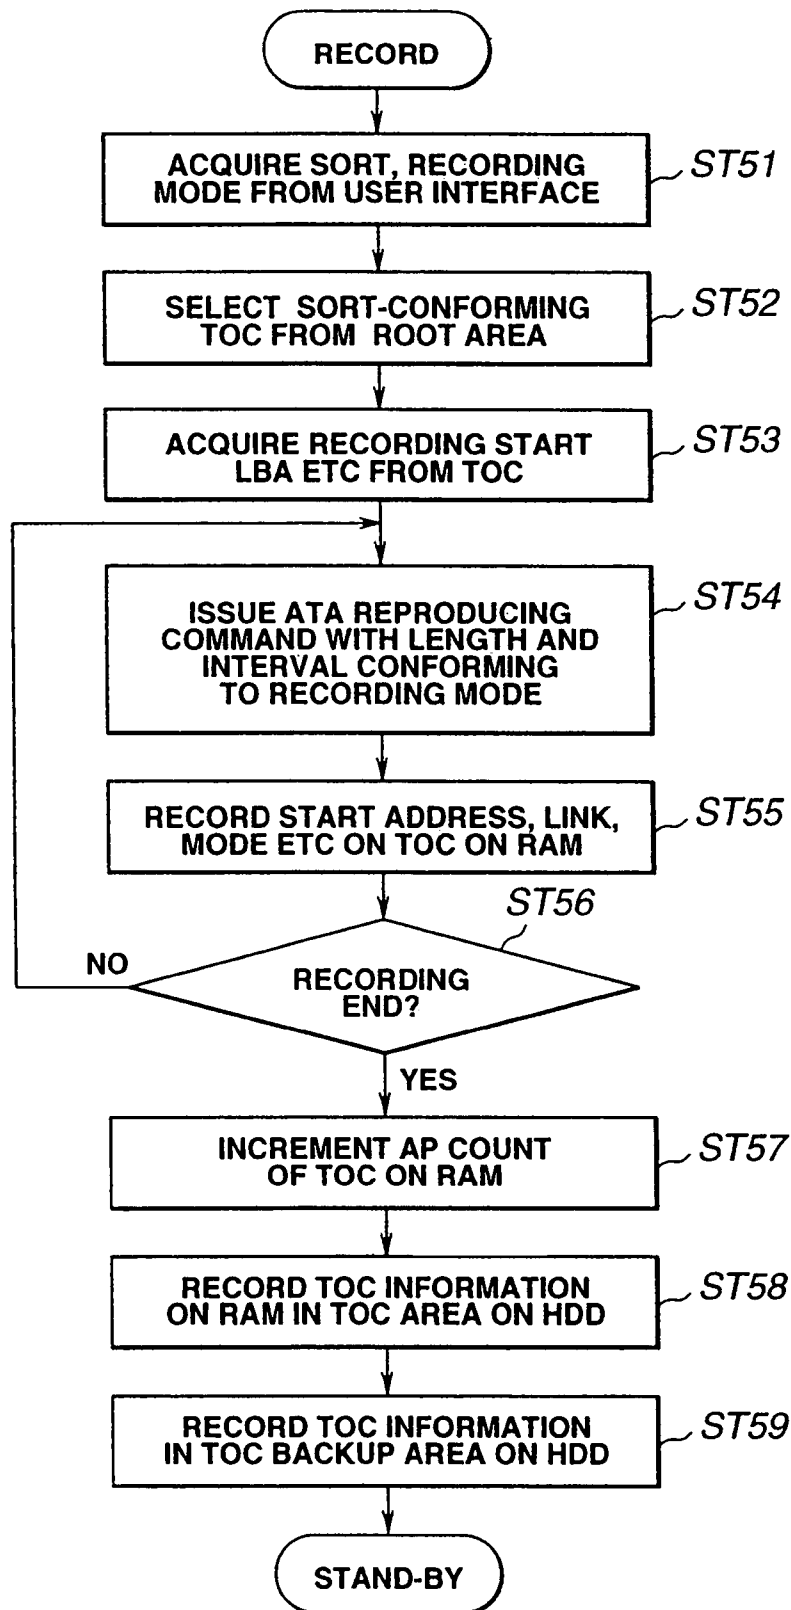 RECORD
ACQUIRE SORT, RECORDING
MODE FROM USER INTERFACE
ST51
SELECT SORT-CONFORMING
TOC FROM ROOT AREA
ST52
ACQUIRE RECORDING START
LBA ETC FROM TOC
ST53
ISSUE ATA REPRODUCING
COMMAND WITH LENGTH AND
INTERVAL CONFORMING
TO RECORDING MODE
ST54
RECORD START ADDRESS, LINK,
MODE ETC ON TOC ON RAM
ST55
ST56
NO
RECORDING
END?
YES
INCREMENT AP COUNT
OF TOC ON RAM
ST57
RECORD TOC INFORMATION
ON RAM IN TOC AREA ON HDD
ST58
RECORD TOC INFORMATION
IN TOC BACKUP AREA ON HDD
ST59
STAND-BY